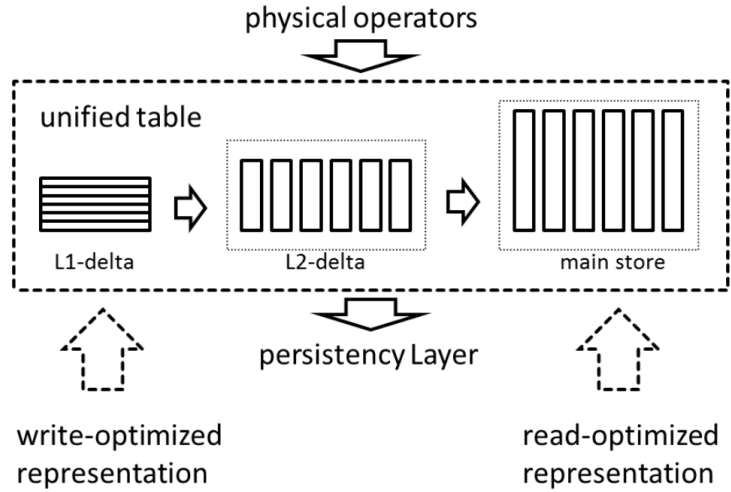 physical operators
unified table
L1-delta
L2-delta
main store
persistency Layer
write-optimized
representation
read-optimized
representation